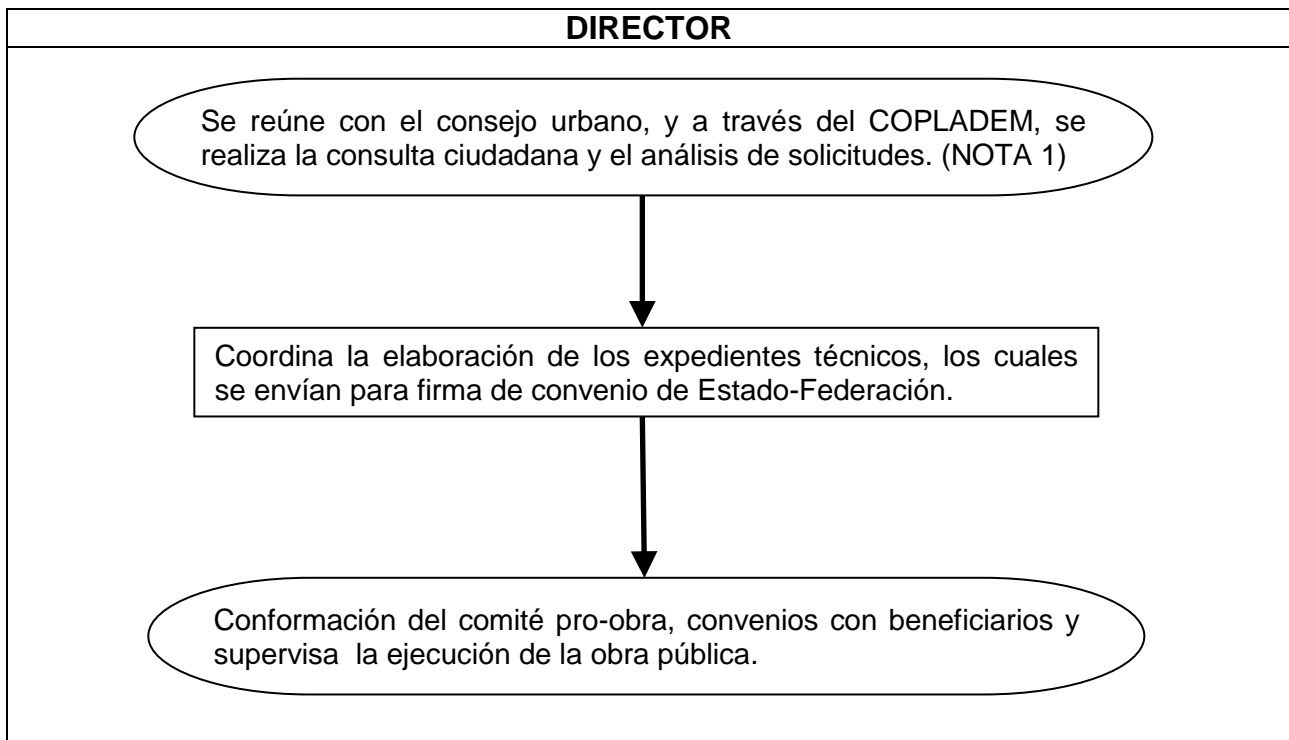 DIRECTOR
Se reúne con el consejo urbano, y a través del COPLADEM, se
realiza la consulta ciudadana y el análisis de solicitudes. (NOTA 1)
Coordina la elaboración de los expedientes técnicos, los cuales
se envían para firma de convenio de Estado-Federación.
Conformación del comité pro-obra, convenios con beneficiarios y
supervisa  la ejecución de la obra pública.